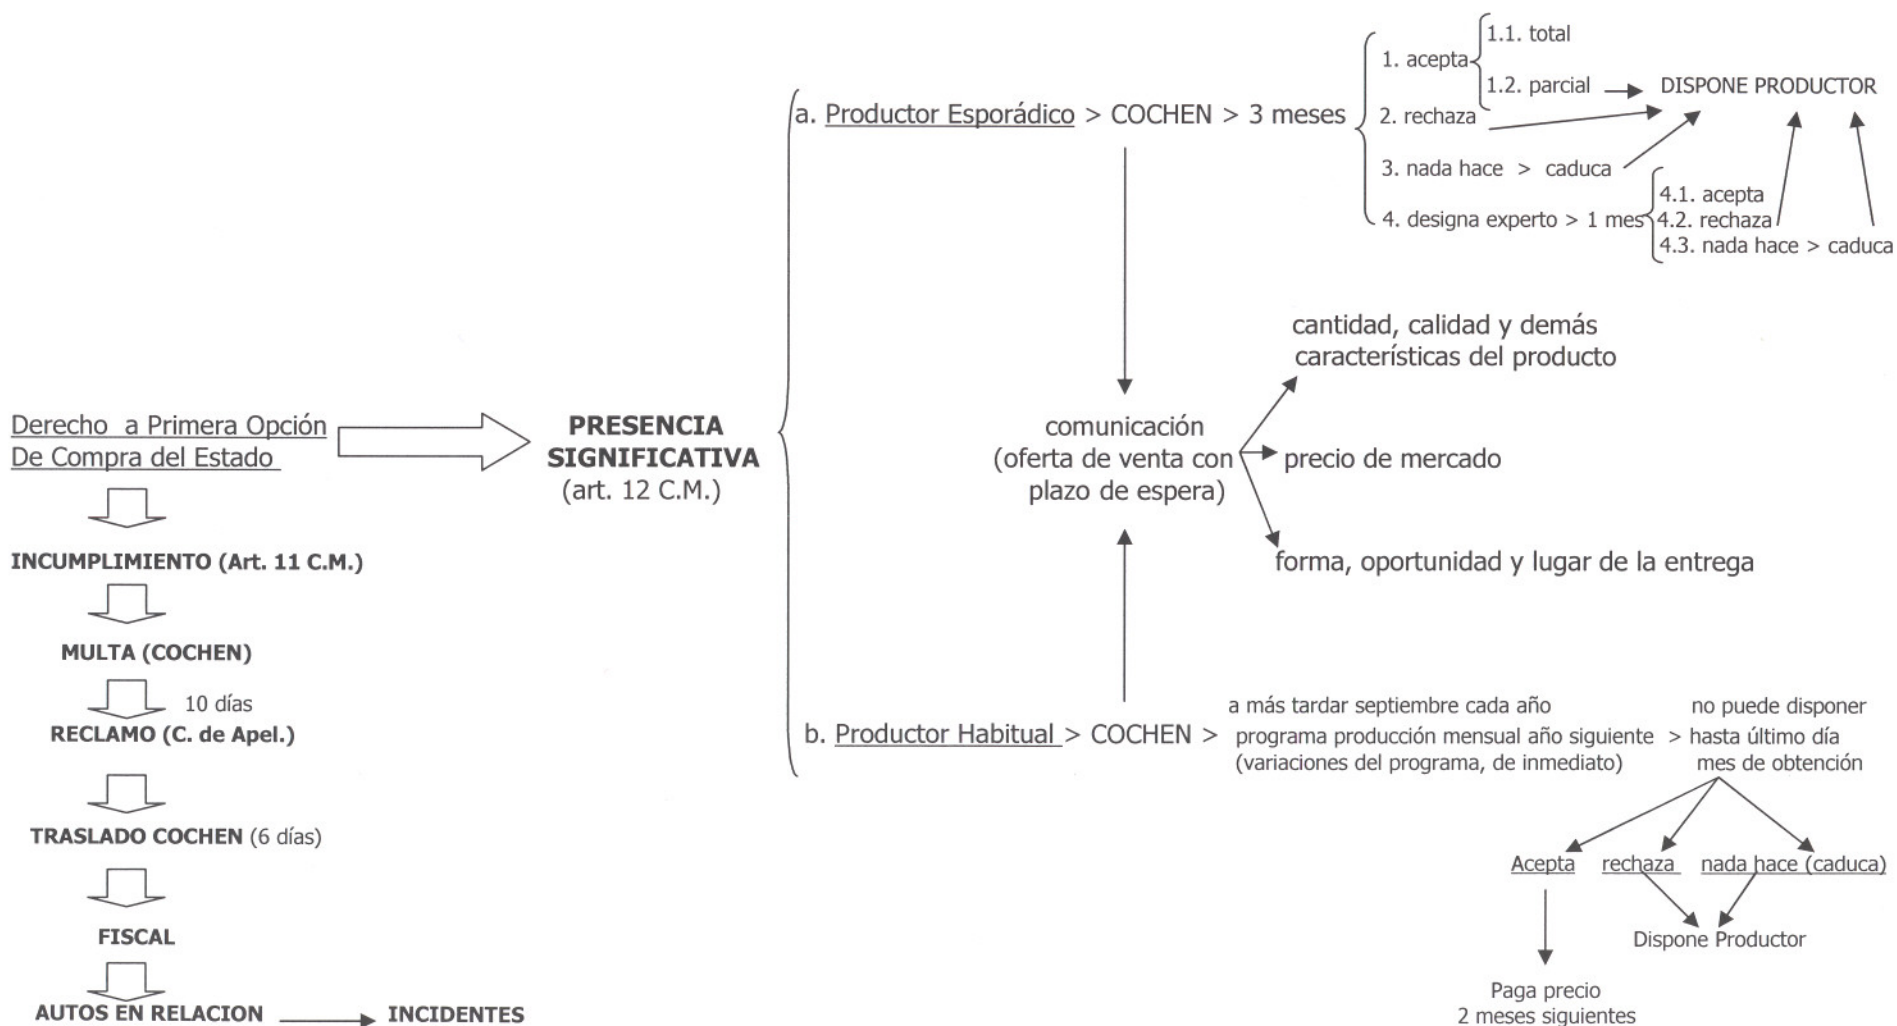 Derecho a Primera Opción
De Compra del Estado
INCUMPLIMIENTO (Art. 11 C.M.)
MULTA (COCHEN)
10 días
RECLAMO (C. de Apel.)
TRASLADO COCHEN (6 días)
FISCAL
AUTOS EN RELACION
INCIDENTES
PRESENCIA
SIGNIFICATIVA
(art. 12 C.M.)
a. Productor Esporádico > COCHEN > 3 meses
1. acepta
1.1. total
1.2. parcial
DISPONE PRODUCTOR
2. rechaza
3. nada hace > caduca
4. designa experto > 1 mes
4.1. acepta
4.2. rechaza
4.3. nada hace > caduca
comunicación
(oferta de venta con
plazo de espera)
cantidad, calidad y demás
características del producto
precio de mercado
forma, oportunidad y lugar de la entrega
b. Productor Habitual > COCHEN >
a más tardar septiembre cada año
programa producción mensual año siguiente >
(variaciones del programa, de inmediato)
no puede disponer
hasta último día
mes de obtención
Acepta
rechaza
nada hace (caduca)
Dispone Productor
Paga precio
2 meses siguientes